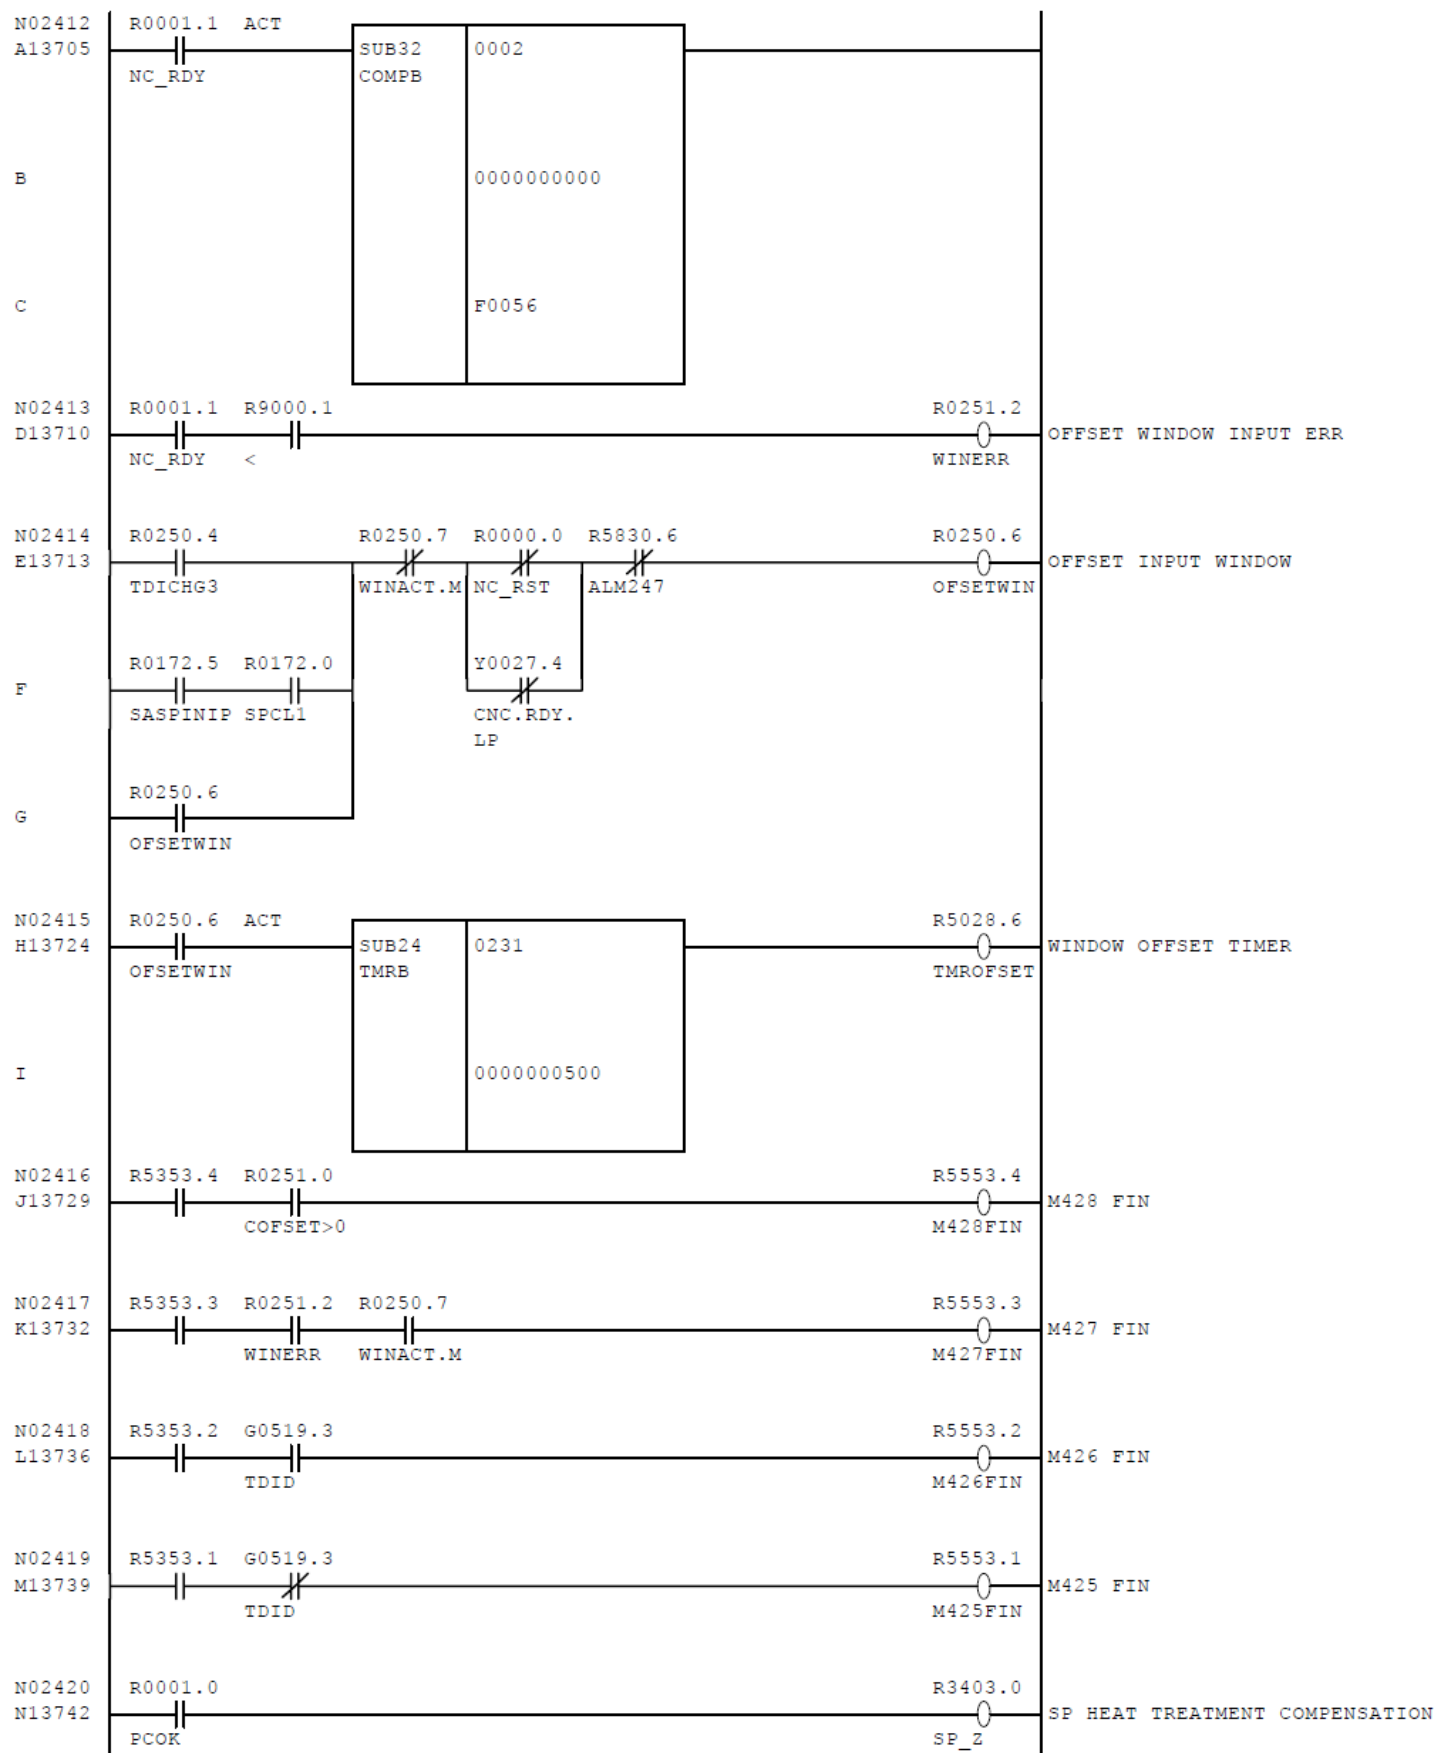 N02412 R0001.1 ACT
A13705 SUB32 0002
NC_RDY COMPB
B 0000000000
C F0056
N02413 R0001.1 R9000.1 R0251.2
D13710 OFFSET WINDOW INPUT ERR
NC_RDY < WINERR
N02414 R0250.4 R0250.7 R0000.0 R5830.6 R0250.6
E13713 OFFSET INPUT WINDOW
TDICHG3 WINACT.M NC_RST ALM247 OFSETWIN
R0172.5 R0172.0 Y0027.4
F
SASPINIP SPCL1 CNC.RDY.
LP
R0250.6
G
OFSETWIN
N02415 R0250.6 ACT R5028.6
H13724 SUB24 0231 WINDOW OFFSET TIMER
OFSETWIN TMRB TMROFSET
I 0000000500
N02416 R5353.4 R0251.0 R5553.4
J13729 M428 FIN
COFSET>0 M428FIN
N02417 R5353.3 R0251.2 R0250.7 R5553.3
K13732 M427 FIN
WINERR WINACT.M M427FIN
N02418 R5353.2 G0519.3 R5553.2
L13736 M426 FIN
TDID M426FIN
N02419 R5353.1 G0519.3 R5553.1
M13739 M425 FIN
TDID M425FIN
N02420 R0001.0 R3403.0
N13742 SP HEAT TREATMENT COMPENSATION
PCOK SP_Z